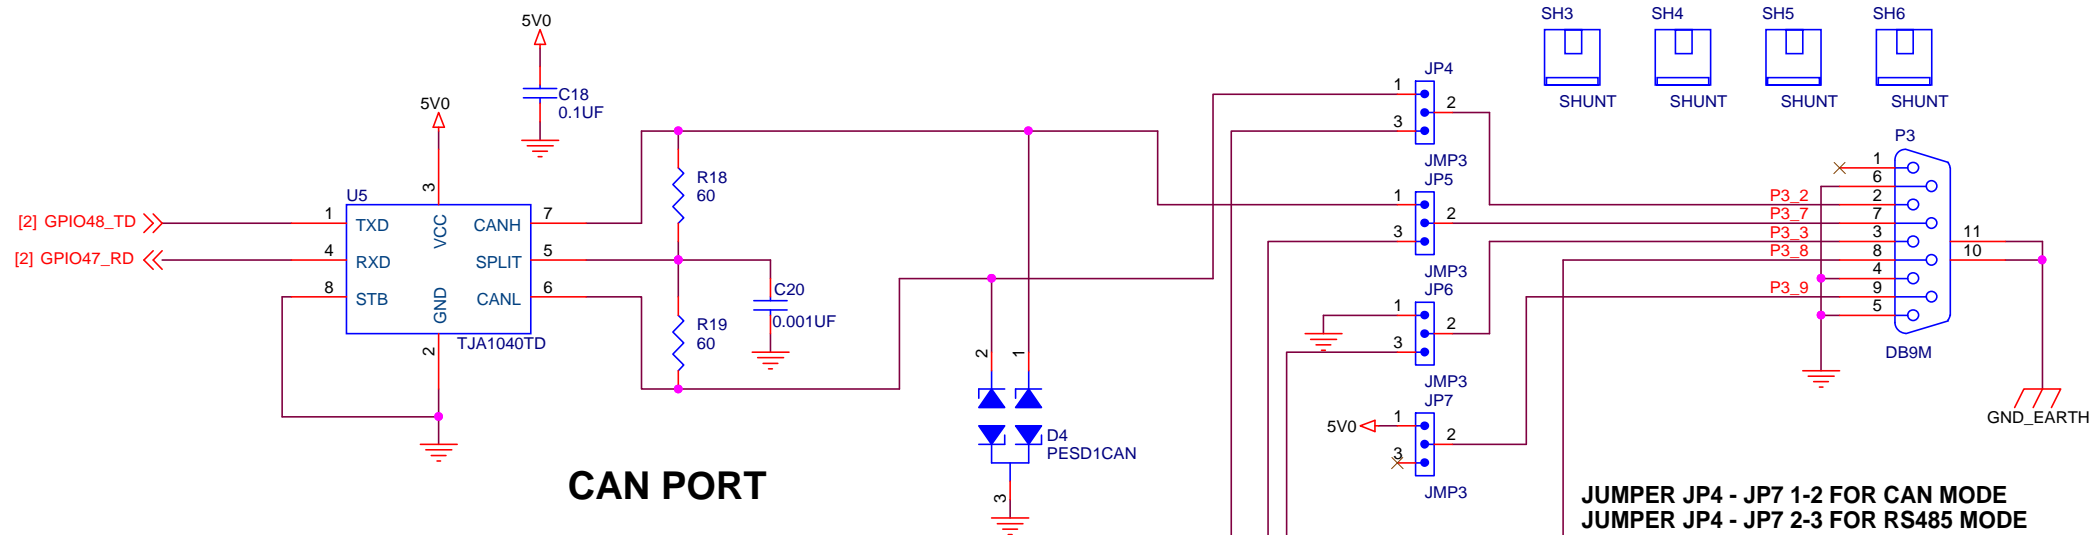 SH3
SH4
SH5
SH6
SHUNT
SHUNT
SHUNT
SHUNT
5V0
C18
0.1UF
5V0
U5
TJA1040TD
[2] GPIO48_TD
[2] GPIO47_RD
1
4
8
TXD
RXD
STB
3
VCC
GND
2
CANH
SPLIT
CANL
7
5
6
R18
60
R19
60
C20
0.001UF
2
1
D4
PESD1CAN
3
CAN PORT
JP4
1
2
3
JMP3
JP5
1
2
3
JMP3
JP6
1
2
3
JMP3
JP7
5V0
1
2
3
JMP3
P3
P3_2
P3_7
P3_3
P3_8
P3_9
1
6
2
7
3
8
4
9
5
11
10
DB9M
GND_EARTH
JUMPER JP4 - JP7 1-2 FOR CAN MODE
JUMPER JP4 - JP7 2-3 FOR RS485 MODE